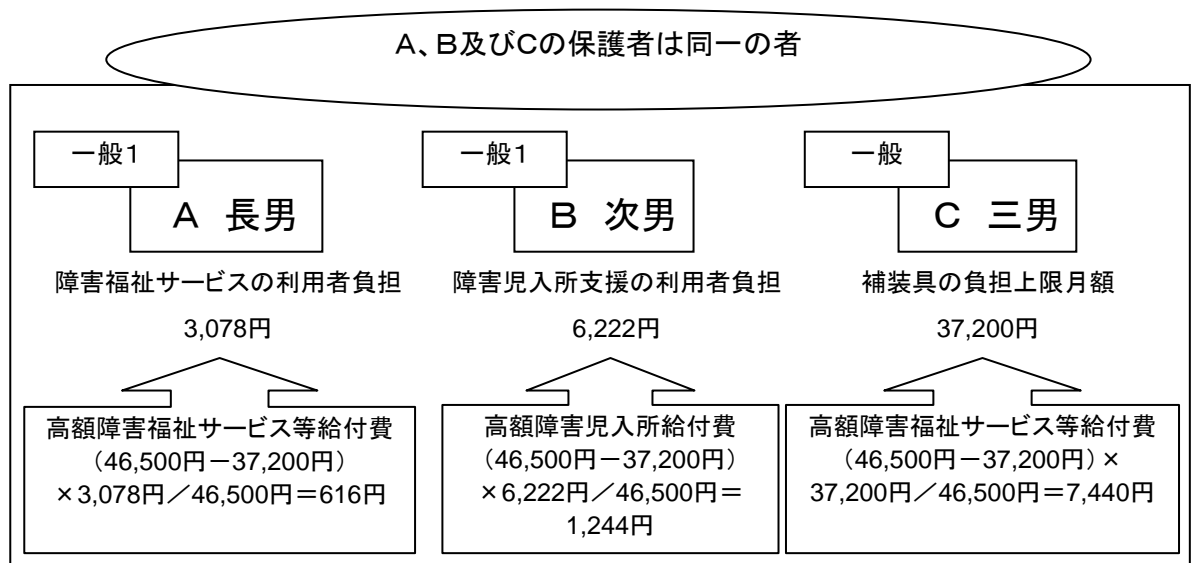 A、B及びCの保護者は同一の者
一般1
A 長男
障害福祉サービスの利用者負担
3,078円
高額障害福祉サービス等給付費
（46,500円－37,200円）
×3,078円／46,500円＝616円
一般1
B 次男
障害児入所支援の利用者負担
6,222円
高額障害児入所給付費
（46,500円－37,200円）
×6,222円／46,500円＝
1,244円
一般
C 三男
補装具の負担上限月額
37,200円
高額障害福祉サービス等給付費
（46,500円－37,200円）×
37,200円／46,500円＝7,440円